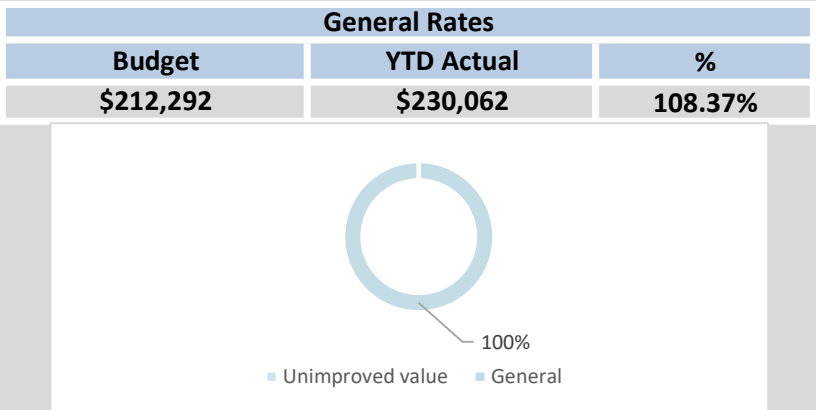 General Rates
Budget YTD Actual %
$212,292 $230,062 108.37%
100%
Unimproved value General